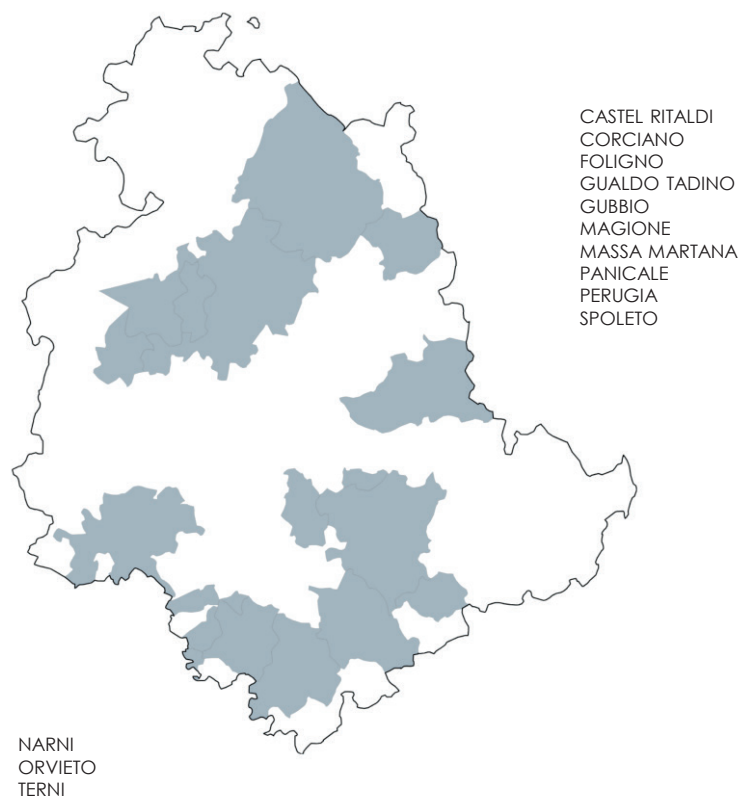 CASTEL RITALDI
CORCIANO
FOLIGNO
GUALDO TADINO
GUBBIO
MAGIONE
MASSA MARTANA
PANICALE
PERUGIA
SPOLETO
NARNI
ORVIETO
TERNI